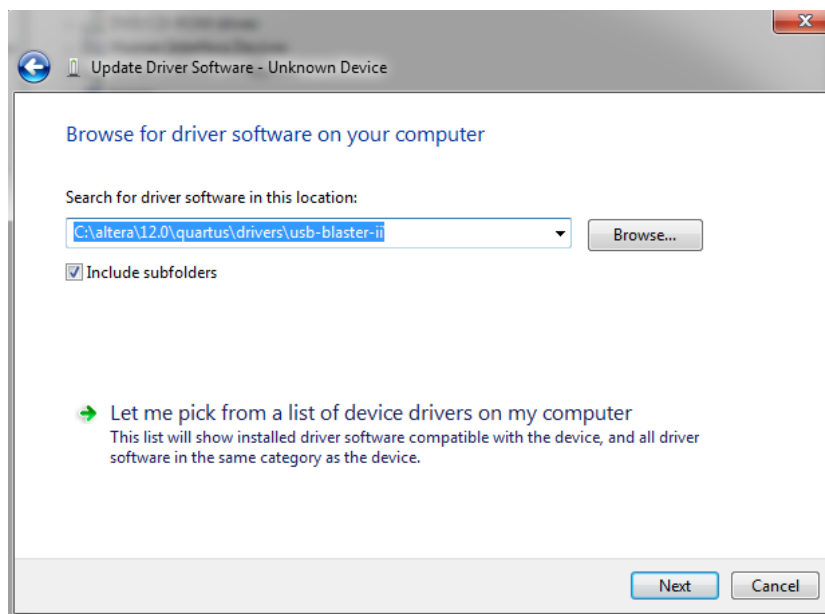 Update Driver Software - Unknown Device
Browse for driver software on your computer
Search for driver software in this location:
C:\altera\12.0\quartus\drivers\usb-blaster-ii
Browse...
Include subfolders
Let me pick from a list of device drivers on my computer
This list will show installed driver software compatible with the device, and all driver
software in the same category as the device.
Next
Cancel